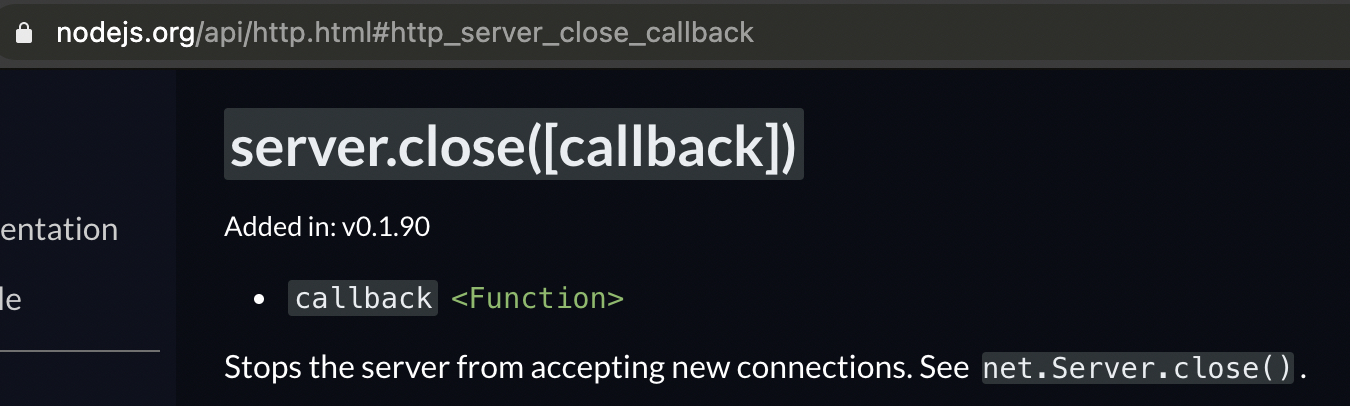 nodejs.org/api/http.html#http_server_close_callback
server.close([callback])
Added in: v0.1.90
entation
• callback <Function>
le
Stops the server from accepting new connections. See net.Server.close().